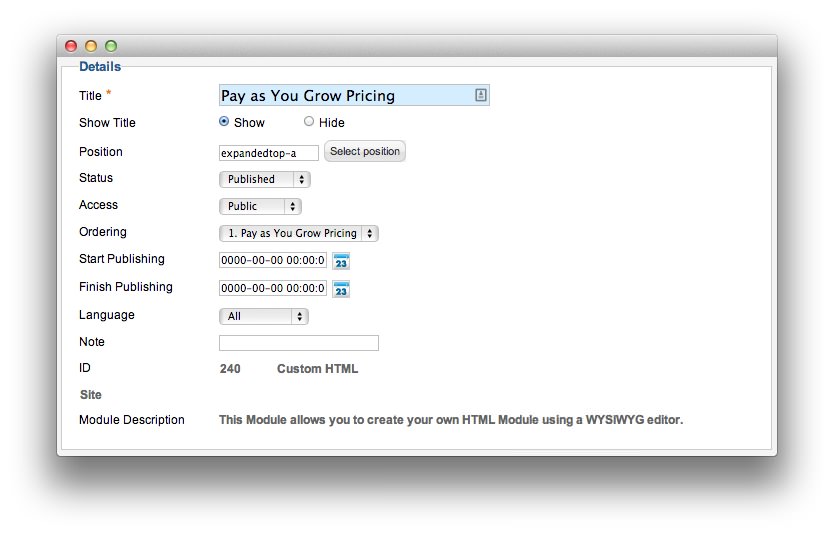 Details
Title * Pay as You Grow Pricing
Show Title Show Hide
Position expandedtop-a Select position
Status Published
Access Public
Ordering 1. Pay as You Grow Pricing
Start Publishing 0000-00-00 00:00:0 23
Finish Publishing 0000-00-00 00:00:0 23
Language All
Note
ID 240 Custom HTML
Site
Module Description This Module allows you to create your own HTML Module using a WYSIWYG editor.